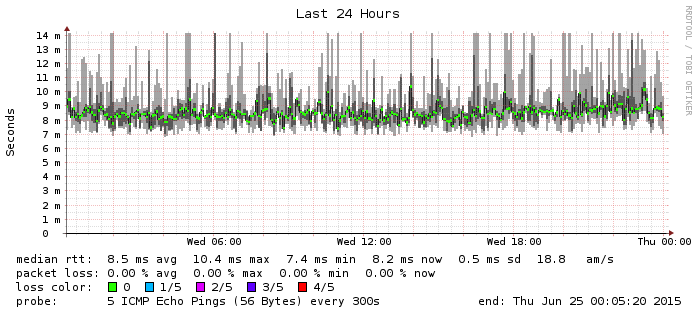 Last 24 Hours
RRDTOOL / TOBI OETIKER
Seconds
14 m
13 m
12 m
11 m
10 m
9 m
8 m
7 m
6 m
5 m
4 m
3 m
2 m
1 m
0
Wed 06:00 Wed 12:00 Wed 18:00 Thu 00:00
median rtt: 8.5 ms avg 10.4 ms max 7.4 ms min 8.2 ms now 0.5 ms sd 18.8 am/s
packet loss: 0.00 % avg 0.00 % max 0.00 % min 0.00 % now
loss color: 0 1/5 2/5 3/5 4/5
probe: 5 ICMP Echo Pings (56 Bytes) every 300s end: Thu Jun 25 00:05:20 2015